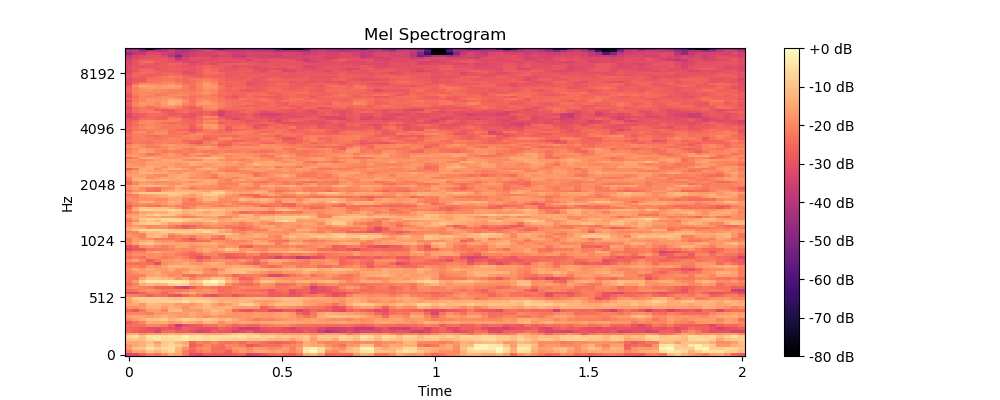 Mel Spectrogram
Hz
8192
4096
2048
1024
512
0
0
0.5
1
1.5
2
Time
+0 dB
-10 dB
-20 dB
-30 dB
-40 dB
-50 dB
-60 dB
-70 dB
-80 dB